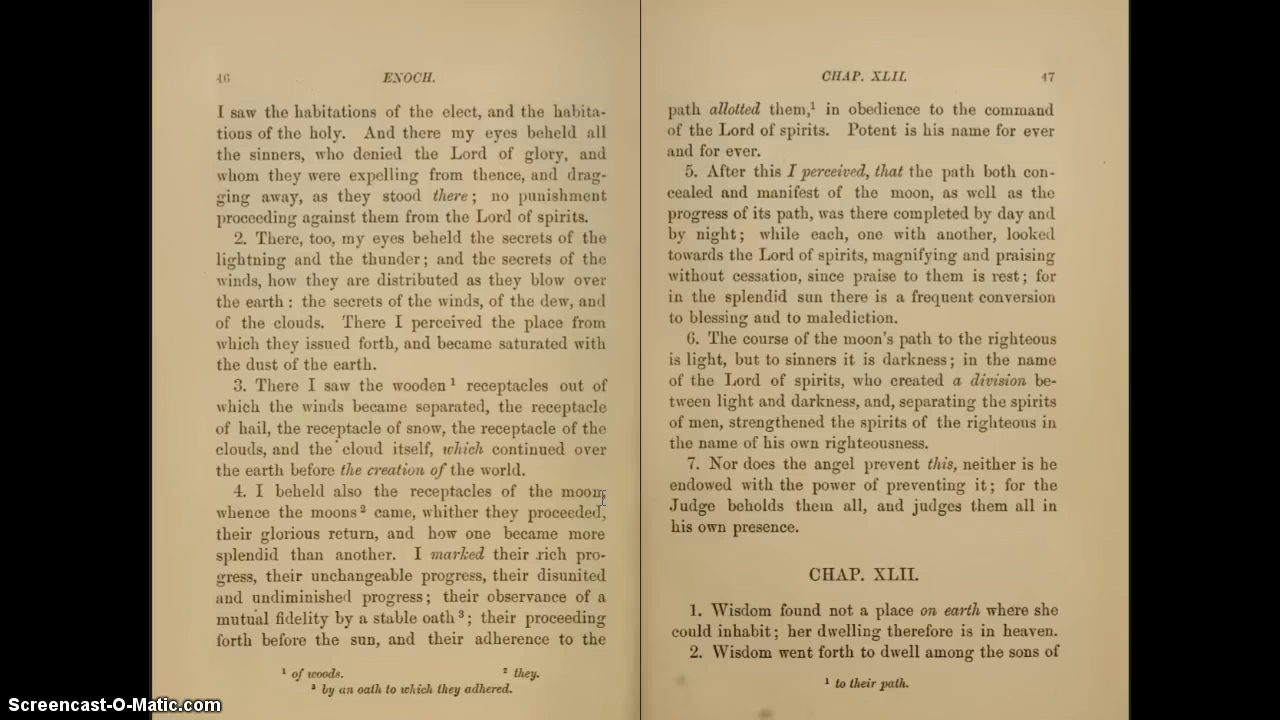 46
ENOCH.
I saw the habitations of the elect, and the habita-
tions of the holy. And there my eyes beheld all
the sinners, who denied the Lord of glory, and
whom they were expelling from thence, and drag-
ging away, as they stood there; no punishment
proceeding against them from the Lord of spirits.
2. There, too, my eyes beheld the secrets of the
lightning and the thunder; and the secrets of the
winds, how they are distributed as they blow over
the earth: the secrets of the winds, of the dew, and
of the clouds. There I perceived the place from
which they issued forth, and became saturated with
the dust of the earth.
3. There I saw the wooden¹ receptacles out of
which the winds became separated, the receptacle
of hail, the receptacle of snow, the receptacle of the
clouds, and the cloud itself, which continued over
the earth before the creation of the world.
4. I beheld also the receptacles of the moon,
whence the moons² came, whither they proceeded,
their glorious return, and how one became more
splendid than another. I marked their rich pro-
gress, their unchangeable progress, their disunited
and undiminished progress; their observance of a
mutual fidelity by a stable oath³; their proceeding
forth before the sun, and their adherence to the
¹ of woods. ² they.
³ by an oath to which they adhered.
CHAP. XLII.
47
path allotted them,¹ in obedience to the command
of the Lord of spirits. Potent is his name for ever
and for ever.
5. After this I perceived, that the path both con-
cealed and manifest of the moon, as well as the
progress of its path, was there completed by day and
by night; while each, one with another, looked
towards the Lord of spirits, magnifying and praising
without cessation, since praise to them is rest; for
in the splendid sun there is a frequent conversion
to blessing and to malediction.
6. The course of the moon's path to the righteous
is light, but to sinners it is darkness; in the name
of the Lord of spirits, who created a division be-
tween light and darkness, and, separating the spirits
of men, strengthened the spirits of the righteous in
the name of his own righteousness.
7. Nor does the angel prevent this, neither is he
endowed with the power of preventing it; for the
Judge beholds them all, and judges them all in
his own presence.
CHAP. XLII.
1. Wisdom found not a place on earth where she
could inhabit; her dwelling therefore is in heaven.
2. Wisdom went forth to dwell among the sons of
¹ to their path.
Screencast-O-Matic.com